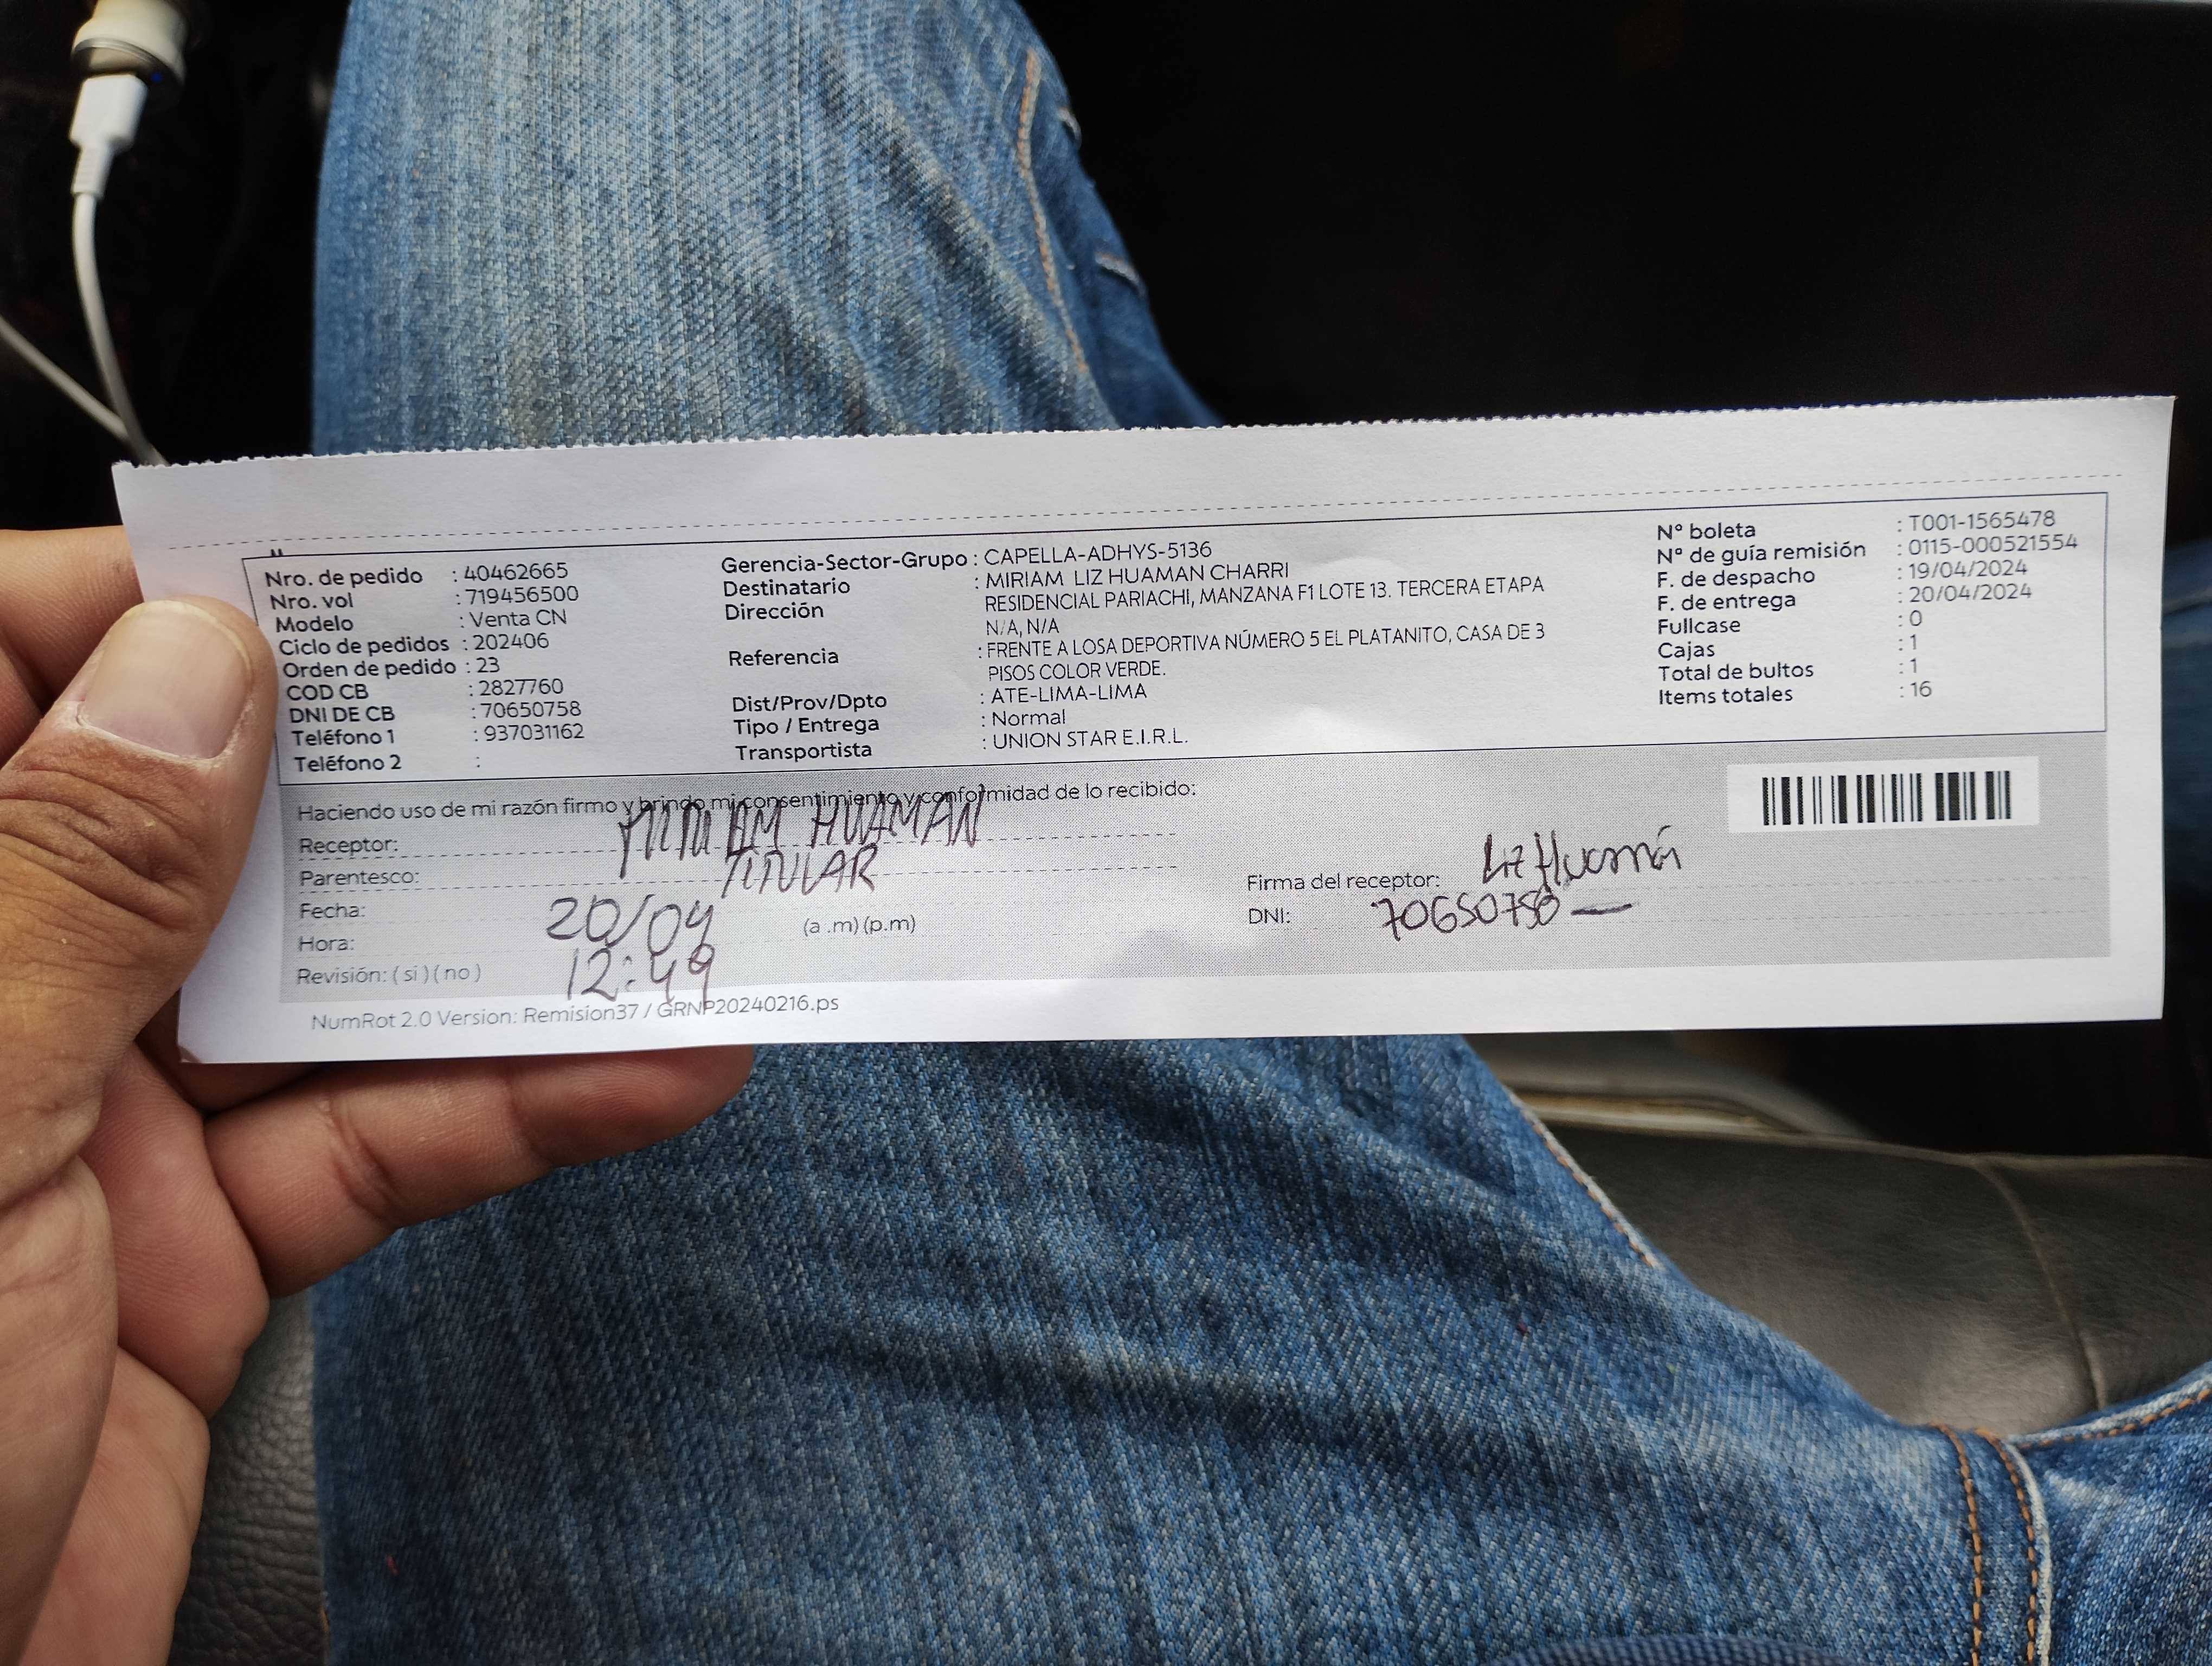 Nro. de pedido : 40462665
Nro. vol : 719456500
Modelo : Venta CN
Ciclo de pedidos : 202406
Orden de pedido : 23
COD CB : 2827760
DNI DE CB : 70650758
Teléfono 1 : 937031162
Teléfono 2 :
Gerencia-Sector-Grupo : CAPELLA-ADHYS-5136
Destinatario : MIRIAM LIZ HUAMAN CHARRI
Dirección RESIDENCIAL PARIACHI, MANZANA F1 LOTE 13. TERCERA ETAPA
N/A, N/A
Referencia : FRENTE A LOSA DEPORTIVA NÚMERO 5 EL PLATANITO, CASA DE 3
PISOS COLOR VERDE.
Dist/Prov/Dpto : ATE-LIMA-LIMA
Tipo / Entrega : Normal
Transportista : UNION STAR E.I.R.L.
N° boleta : T001-1565478
N° de guía remisión : 0115-000521554
F. de despacho : 19/04/2024
F. de entrega : 20/04/2024
Fullcase : 0
Cajas : 1
Total de bultos : 1
Items totales : 16
Haciendo uso de mi razón firmo y brindo mi consentimiento y conformidad de lo recibido:
Receptor: MIRIAM HUAMAN
Parentesco: TITULAR
Fecha: 20/04
Hora: 12:49 (a .m) (p.m)
Revisión: ( si ) ( no )
Firma del receptor: Liz Huamán
DNI: 70650758
NumRot 2.0 Version: Remision37 / GRNP20240216.ps